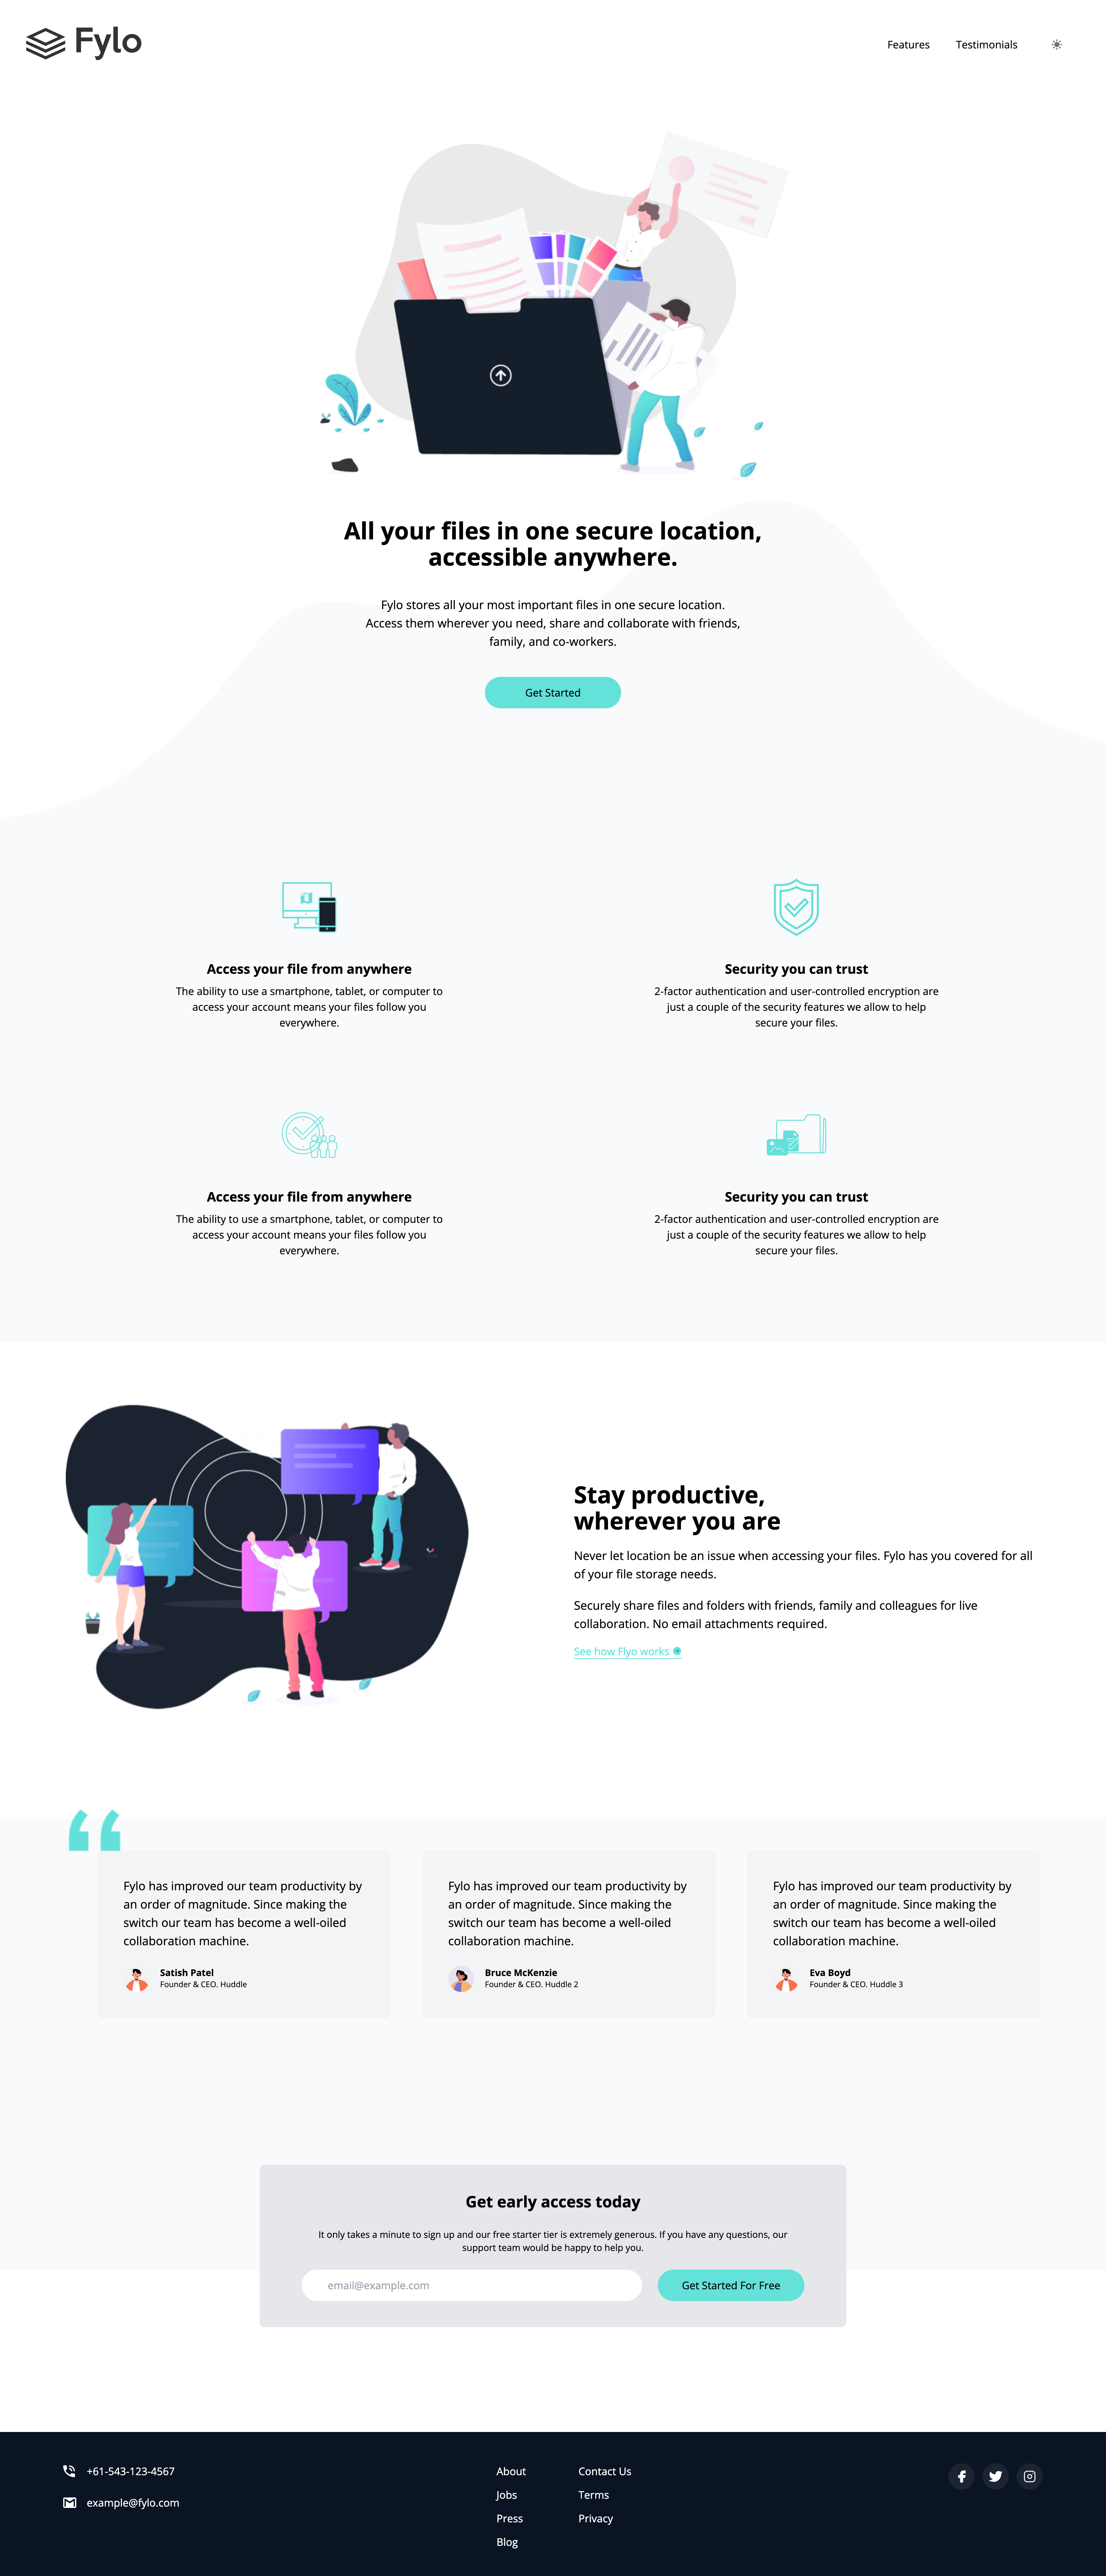 Fylo
Features
Testimonials
All your files in one secure location,
accessible anywhere.
Fylo stores all your most important files in one secure location.
Access them wherever you need, share and collaborate with friends,
family, and co-workers.
Get Started
Access your file from anywhere
The ability to use a smartphone, tablet, or computer to
access your account means your files follow you
everywhere.
Security you can trust
2-factor authentication and user-controlled encryption are
just a couple of the security features we allow to help
secure your files.
Access your file from anywhere
The ability to use a smartphone, tablet, or computer to
access your account means your files follow you
everywhere.
Security you can trust
2-factor authentication and user-controlled encryption are
just a couple of the security features we allow to help
secure your files.
Stay productive,
wherever you are
Never let location be an issue when accessing your files. Fylo has you covered for all
of your file storage needs.
Securely share files and folders with friends, family and colleagues for live
collaboration. No email attachments required.
See how Flyo works
Fylo has improved our team productivity by
an order of magnitude. Since making the
switch our team has become a well-oiled
collaboration machine.
Satish Patel
Founder & CEO. Huddle
Fylo has improved our team productivity by
an order of magnitude. Since making the
switch our team has become a well-oiled
collaboration machine.
Bruce McKenzie
Founder & CEO. Huddle 2
Fylo has improved our team productivity by
an order of magnitude. Since making the
switch our team has become a well-oiled
collaboration machine.
Eva Boyd
Founder & CEO. Huddle 3
Get early access today
It only takes a minute to sign up and our free starter tier is extremely generous. If you have any questions, our
support team would be happy to help you.
email@example.com
Get Started For Free
+61-543-123-4567
example@fylo.com
About
Jobs
Press
Blog
Contact Us
Terms
Privacy